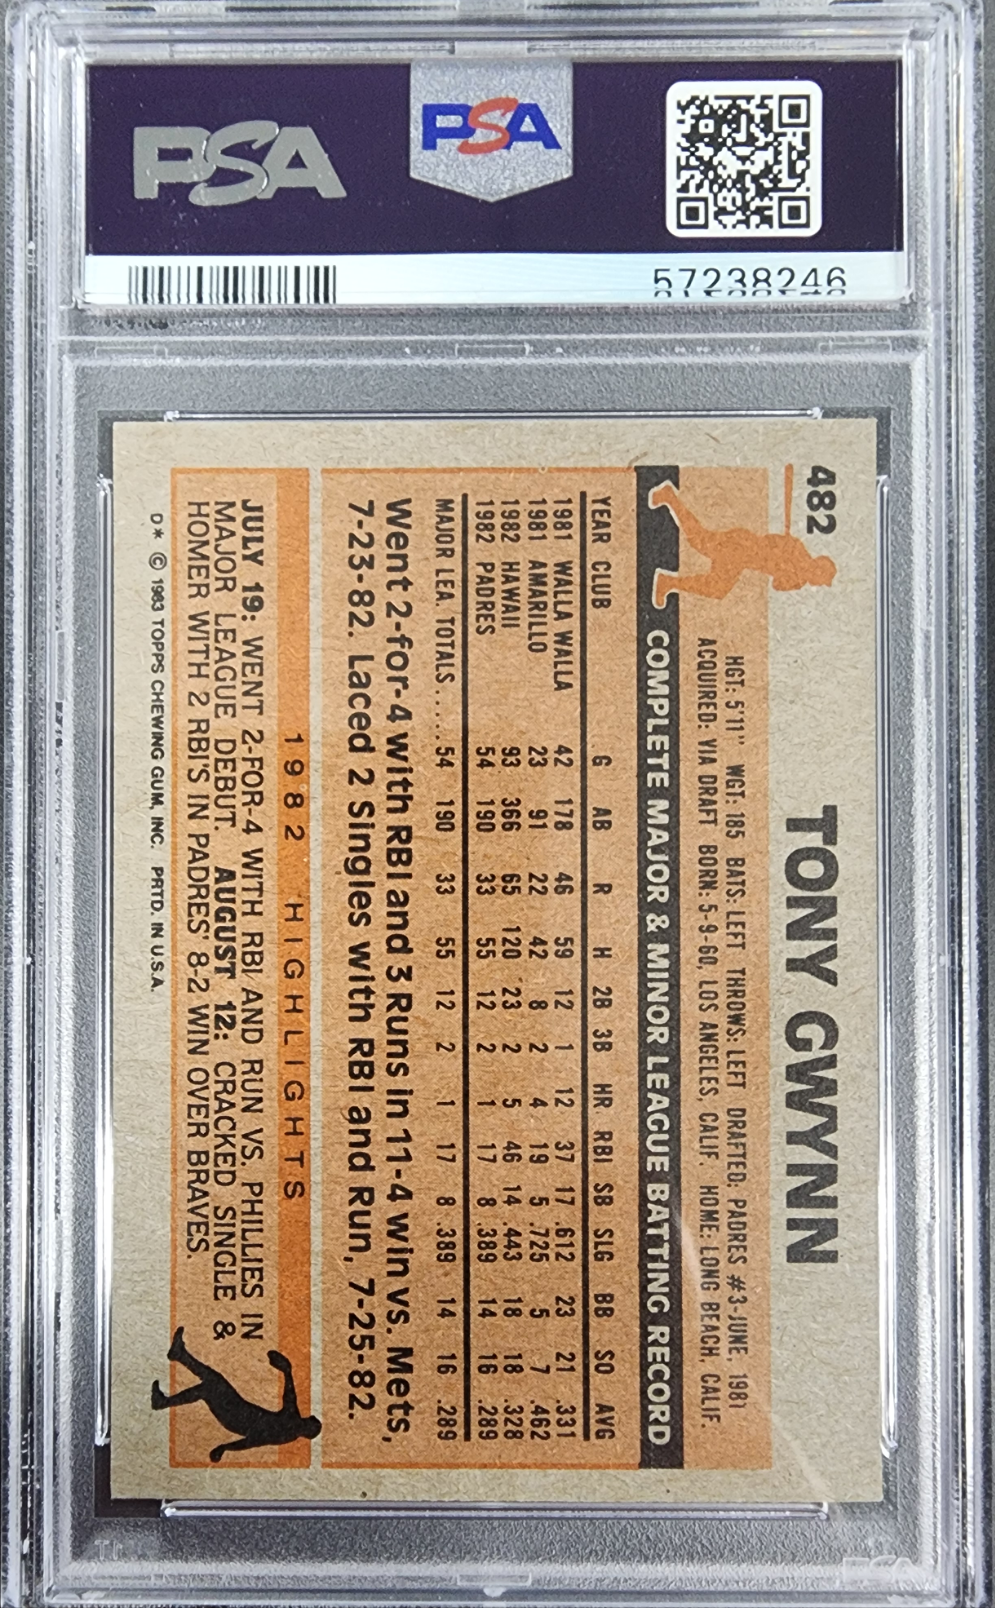 PSA
PSA
57238246
482
TONY GWYNN
HGT: 5'11" WGT: 185 BATS: LEFT THROWS: LEFT DRAFTED: PADRES #3-JUNE, 1981
ACQUIRED: VIA DRAFT BORN: 5-9-60, LOS ANGELES, CALIF. HOME: LONG BEACH, CALIF.
COMPLETE MAJOR & MINOR LEAGUE BATTING RECORD
YEAR CLUB G AB R H 2B 3B HR RBI SB SLG BB SO AVG
1981 WALLA WALLA 42 178 46 59 12 1 12 37 17 .612 23 21 .331
1981 AMARILLO 23 91 22 42 8 2 4 19 5 .725 5 7 .462
1982 HAWAII 93 366 65 120 23 2 5 46 14 .443 18 18 .328
1982 PADRES 54 190 33 55 12 2 1 17 8 .389 14 16 .289
MAJOR LEA. TOTALS ..... 54 190 33 55 12 2 1 17 8 .389 14 16 .289
Went 2-for-4 with RBI and 3 Runs in 11-4 win vs. Mets,
7-23-82. Laced 2 Singles with RBI and Run, 7-25-82.
1982 HIGHLIGHTS
JULY 19: WENT 2-FOR-4 WITH RBI AND RUN VS. PHILLIES IN
MAJOR LEAGUE DEBUT. AUGUST 12: CRACKED SINGLE &
HOMER WITH 2 RBI'S IN PADRES' 8-2 WIN OVER BRAVES.
D* © 1983 TOPPS CHEWING GUM, INC. PRTD. IN U.S.A.
PSA